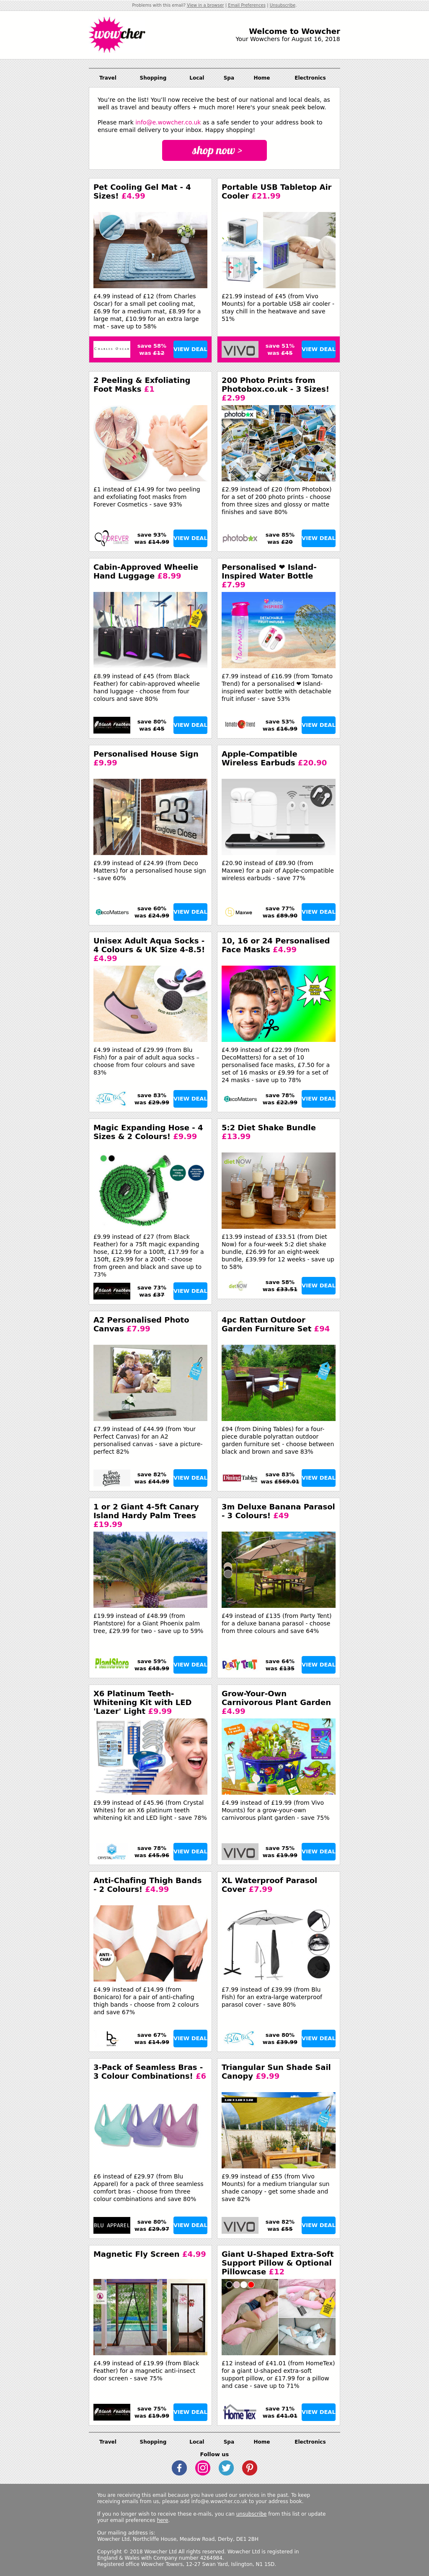 Problems with this email? View in a browser | Email Preferences | Unsubscribe.
wowcher
Welcome to Wowcher
Your Wowchers for August 16, 2018
Travel Shopping Local Spa Home Electronics
You're on the list! You'll now receive the best of our national and local deals, as
well as travel and beauty offers + much more! Here's your sneak peek below.
Please mark info@e.wowcher.co.uk as a safe sender to your address book to
ensure email delivery to your inbox. Happy shopping!
shop now >
Pet Cooling Gel Mat - 4
Sizes! £4.99
£4.99 instead of £12 (from Charles
Oscar) for a small pet cooling mat,
£6.99 for a medium mat, £8.99 for a
large mat, £10.99 for an extra large
mat - save up to 58%
save 58%
was £12
VIEW DEAL
Portable USB Tabletop Air
Cooler £21.99
£21.99 instead of £45 (from Vivo
Mounts) for a portable USB air cooler -
stay chill in the heatwave and save
51%
VIVO
save 51%
was £45
VIEW DEAL
2 Peeling & Exfoliating
Foot Masks £1
£1 instead of £14.99 for two peeling
and exfoliating foot masks from
Forever Cosmetics - save 93%
FOREVER
save 93%
was £14.99
VIEW DEAL
200 Photo Prints from
Photobox.co.uk - 3 Sizes!
£2.99
photobox
£2.99 instead of £20 (from Photobox)
for a set of 200 photo prints - choose
from three sizes and glossy or matte
finishes and save 80%
photobox
save 85%
was £20
VIEW DEAL
Cabin-Approved Wheelie
Hand Luggage £8.99
£8.99 instead of £45 (from Black
Feather) for cabin-approved wheelie
hand luggage - choose from four
colours and save 80%
Black Feather
save 80%
was £45
VIEW DEAL
Personalised ❤ Island-
Inspired Water Bottle
£7.99
DETACHABLE
FRUIT INFUSER
£7.99 instead of £16.99 (from Tomato
Trend) for a personalised ❤ Island-
inspired water bottle with detachable
fruit infuser - save 53%
tomato trend
save 53%
was £16.99
VIEW DEAL
Personalised House Sign
£9.99
23
Foxglove Close
£9.99 instead of £24.99 (from Deco
Matters) for a personalised house sign
- save 60%
DecoMatters
save 60%
was £24.99
VIEW DEAL
Apple-Compatible
Wireless Earbuds £20.90
£20.90 instead of £89.90 (from
Maxwe) for a pair of Apple-compatible
wireless earbuds - save 77%
Maxwe
save 77%
was £89.90
VIEW DEAL
Unisex Adult Aqua Socks -
4 Colours & UK Size 4-8.5!
£4.99
SKID RESISTANCE
£4.99 instead of £29.99 (from Blu
Fish) for a pair of adult aqua socks -
choose from four colours and save
83%
save 83%
was £29.99
VIEW DEAL
10, 16 or 24 Personalised
Face Masks £4.99
£4.99 instead of £22.99 (from
DecoMatters) for a set of 10
personalised face masks, £7.50 for a
set of 16 masks or £9.99 for a set of
24 masks - save up to 78%
DecoMatters
save 78%
was £22.99
VIEW DEAL
Magic Expanding Hose - 4
Sizes & 2 Colours! £9.99
£9.99 instead of £27 (from Black
Feather) for a 75ft magic expanding
hose, £12.99 for a 100ft, £17.99 for a
150ft, £29.99 for a 200ft - choose
from green and black and save up to
73%
Black Feather
save 73%
was £37
VIEW DEAL
5:2 Diet Shake Bundle
£13.99
diet NOW
£13.99 instead of £33.51 (from Diet
Now) for a four-week 5:2 diet shake
bundle, £26.99 for an eight-week
bundle, £39.99 for 12 weeks - save up
to 58%
dietNOW
save 58%
was £33.51
VIEW DEAL
A2 Personalised Photo
Canvas £7.99
£7.99 instead of £44.99 (from Your
Perfect Canvas) for an A2
personalised canvas - save a picture-
perfect 82%
save 82%
was £44.99
VIEW DEAL
4pc Rattan Outdoor
Garden Furniture Set £94
£94 (from Dining Tables) for a four-
piece durable polyrattan outdoor
garden furniture set - choose between
black and brown and save 83%
Dining Tables
save 83%
was £569.01
VIEW DEAL
1 or 2 Giant 4-5ft Canary
Island Hardy Palm Trees
£19.99
£19.99 instead of £48.99 (from
Plantstore) for a Giant Phoenix palm
tree, £29.99 for two - save up to 59%
PlantStore
save 59%
was £48.99
VIEW DEAL
3m Deluxe Banana Parasol
- 3 Colours! £49
£49 instead of £135 (from Party Tent)
for a deluxe banana parasol - choose
from three colours and save 64%
PARTY TENT
save 64%
was £135
VIEW DEAL
X6 Platinum Teeth-
Whitening Kit with LED
'Lazer' Light £9.99
£9.99 instead of £45.96 (from Crystal
Whites) for an X6 platinum teeth
whitening kit and LED light - save 78%
save 78%
was £45.96
VIEW DEAL
Grow-Your-Own
Carnivorous Plant Garden
£4.99
£4.99 instead of £19.99 (from Vivo
Mounts) for a grow-your-own
carnivorous plant garden - save 75%
VIVO
save 75%
was £19.99
VIEW DEAL
Anti-Chafing Thigh Bands
- 2 Colours! £4.99
ANTI -
CHAF
£4.99 instead of £14.99 (from
Bonicaro) for a pair of anti-chafing
thigh bands - choose from 2 colours
and save 67%
bc
save 67%
was £14.99
VIEW DEAL
XL Waterproof Parasol
Cover £7.99
£7.99 instead of £39.99 (from Blu
Fish) for an extra-large waterproof
parasol cover - save 80%
save 80%
was £39.99
VIEW DEAL
3-Pack of Seamless Bras -
3 Colour Combinations! £6
£6 instead of £29.97 (from Blu
Apparel) for a pack of three seamless
comfort bras - choose from three
colour combinations and save 80%
BLU APPAREL
save 80%
was £29.97
VIEW DEAL
Triangular Sun Shade Sail
Canopy £9.99
£9.99 instead of £55 (from Vivo
Mounts) for a medium triangular sun
shade canopy - get some shade and
save 82%
VIVO
save 82%
was £55
VIEW DEAL
Magnetic Fly Screen £4.99
£4.99 instead of £19.99 (from Black
Feather) for a magnetic anti-insect
door screen - save 75%
Black Feather
save 75%
was £19.99
VIEW DEAL
Giant U-Shaped Extra-Soft
Support Pillow & Optional
Pillowcase £12
£12 instead of £41.01 (from HomeTex)
for a giant U-shaped extra-soft
support pillow, or £17.99 for a pillow
and case - save up to 71%
Home Tex
save 71%
was £41.01
VIEW DEAL
Travel Shopping Local Spa Home Electronics
Follow us
You are receiving this email because you have used our services in the past. To keep
receiving emails from us, please add info@e.wowcher.co.uk to your address book.
If you no longer wish to receive these e-mails, you can unsubscribe from this list or update
your email preferences here.
Our mailing address is:
Wowcher Ltd, Northcliffe House, Meadow Road, Derby, DE1 2BH
Copyright © 2018 Wowcher Ltd All rights reserved. Wowcher Ltd is registered in
England & Wales with Company number 4264984.
Registered office Wowcher Towers, 12-27 Swan Yard, Islington, N1 1SD.